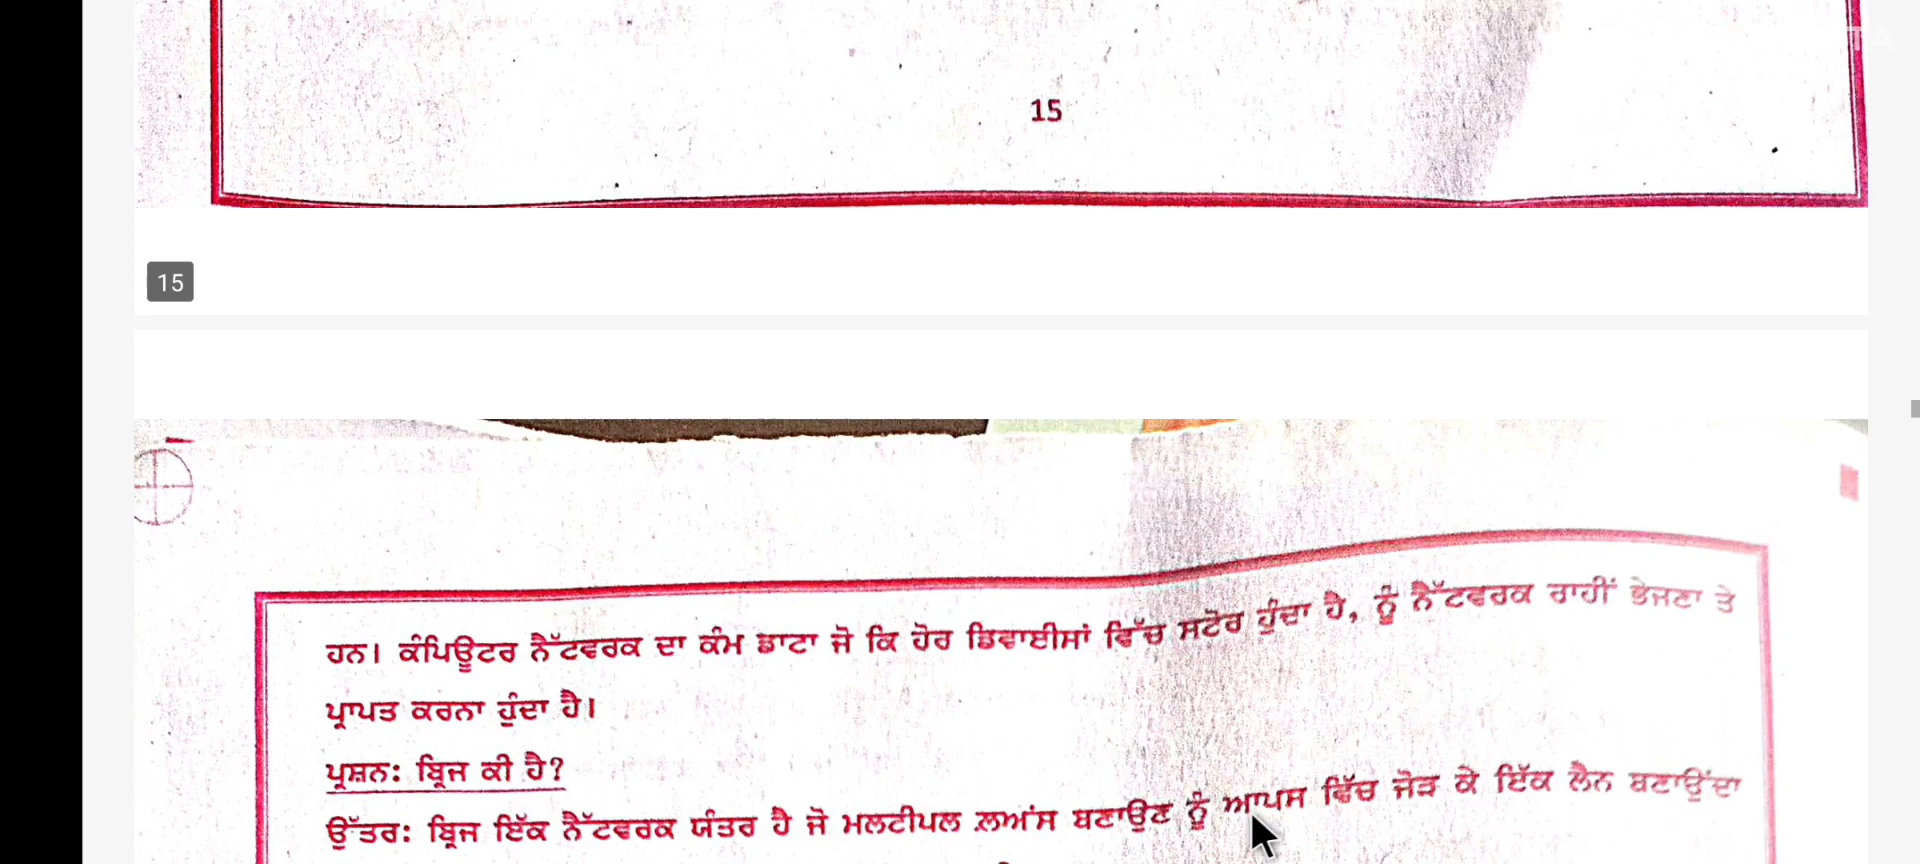 15
15
ਹਨ। ਕੰਪਿਊਟਰ ਨੈੱਟਵਰਕ ਦਾ ਕੰਮ ਡਾਟਾ ਜੋ ਕਿ ਹੋਰ ਡਿਵਾਈਸਾਂ ਵਿੱਚ ਸਟੋਰ ਹੁੰਦਾ ਹੈ, ਨੂੰ ਨੈੱਟਵਰਕ ਰਾਹੀਂ ਭੇਜਣਾ ਤੇ
ਪ੍ਰਾਪਤ ਕਰਨਾ ਹੁੰਦਾ ਹੈ।
ਪ੍ਰਸ਼ਨ: ਬ੍ਰਿਜ ਕੀ ਹੈ?
ਉੱਤਰ: ਬ੍ਰਿਜ ਇੱਕ ਨੈੱਟਵਰਕ ਯੰਤਰ ਹੈ ਜੋ ਮਲਟੀਪਲ ਲਅਾਂਸ ਬਣਾਉਣ ਨੂੰ ਆਪਸ ਵਿੱਚ ਜੋੜ ਕੇ ਇੱਕ ਲੈਨ ਬਣਾਉਂਦਾ